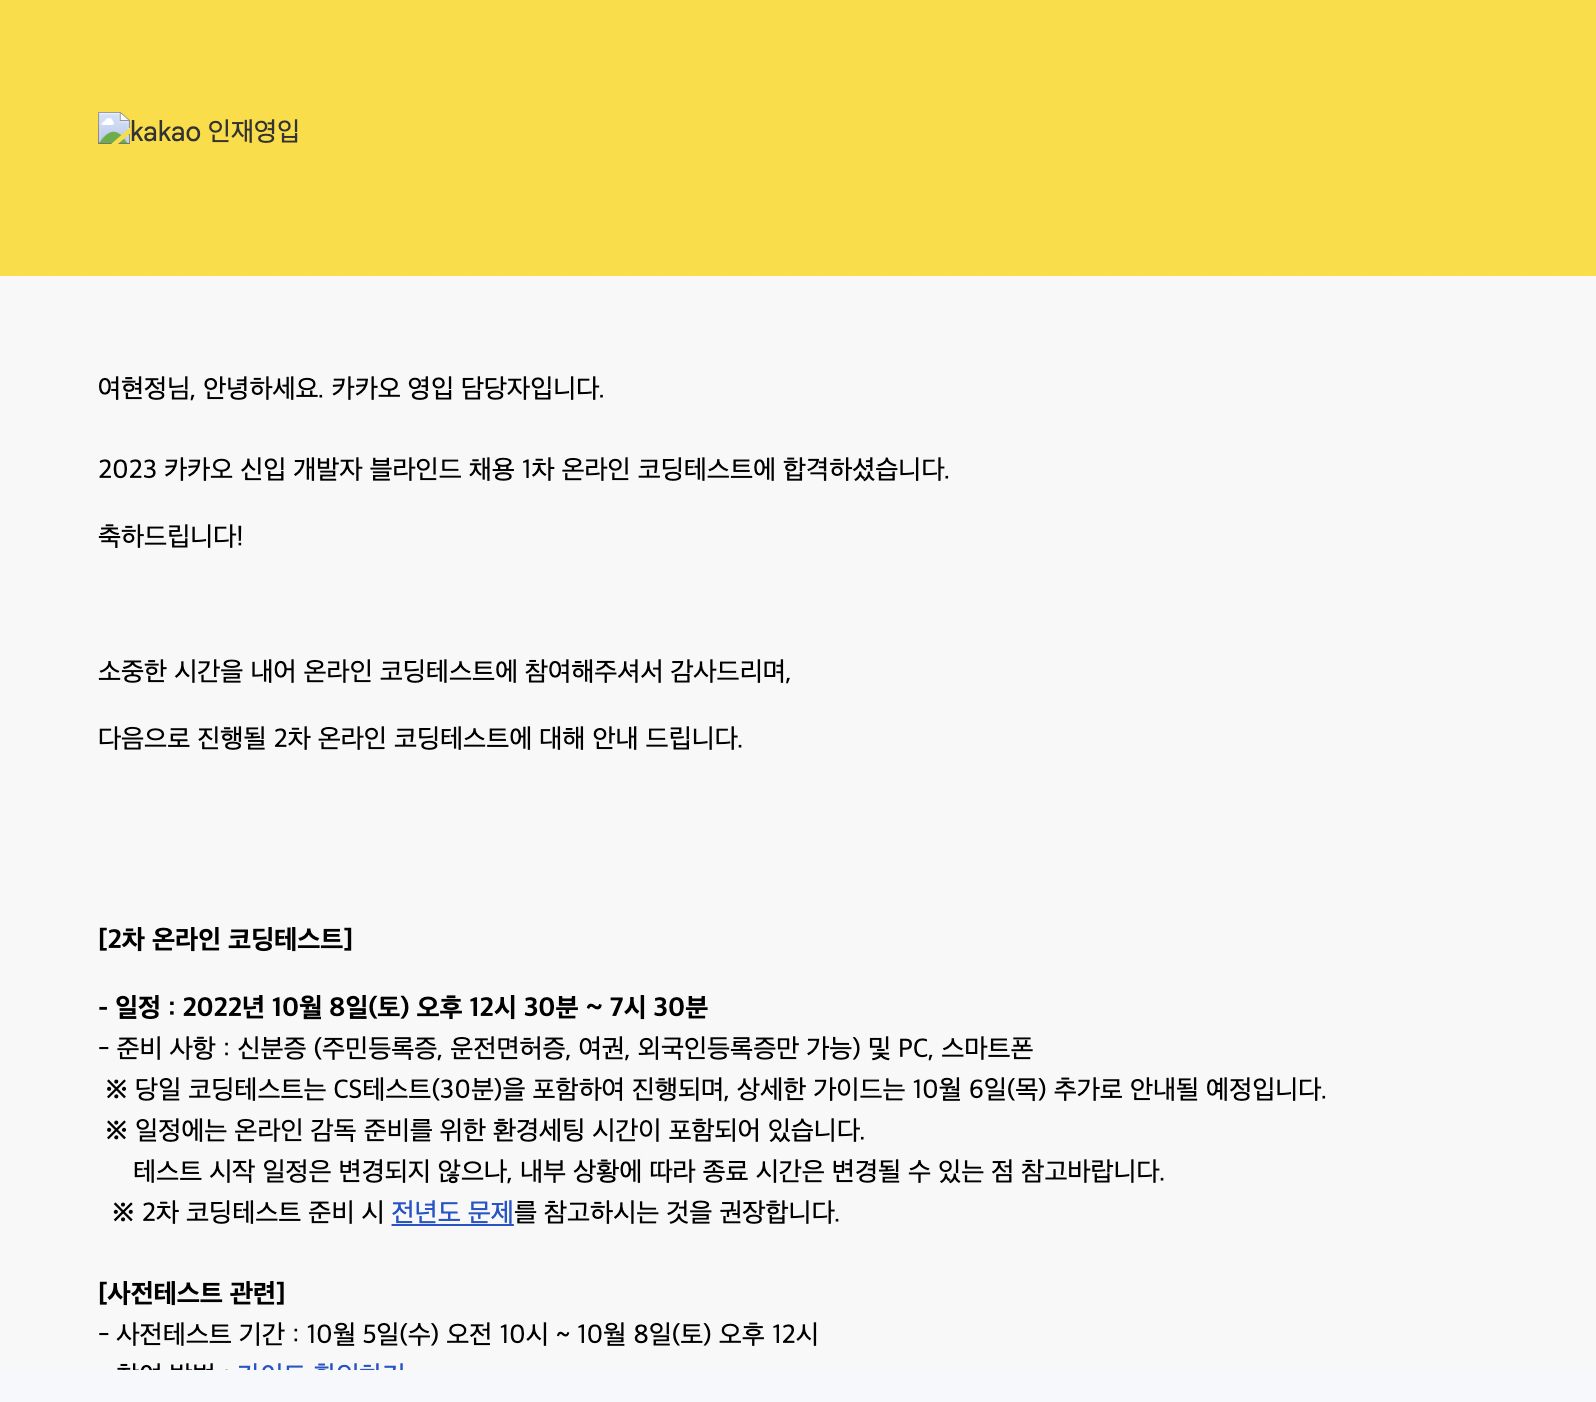 kakao 인재영입
여현정님, 안녕하세요. 카카오 영입 담당자입니다.
2023 카카오 신입 개발자 블라인드 채용 1차 온라인 코딩테스트에 합격하셨습니다.
축하드립니다!
소중한 시간을 내어 온라인 코딩테스트에 참여해주셔서 감사드리며,
다음으로 진행될 2차 온라인 코딩테스트에 대해 안내 드립니다.
[2차 온라인 코딩테스트]
- 일정 : 2022년 10월 8일(토) 오후 12시 30분 ~ 7시 30분
- 준비 사항 : 신분증 (주민등록증, 운전면허증, 여권, 외국인등록증만 가능) 및 PC, 스마트폰
※ 당일 코딩테스트는 CS테스트(30분)을 포함하여 진행되며, 상세한 가이드는 10월 6일(목) 추가로 안내될 예정입니다.
※ 일정에는 온라인 감독 준비를 위한 환경세팅 시간이 포함되어 있습니다.
테스트 시작 일정은 변경되지 않으나, 내부 상황에 따라 종료 시간은 변경될 수 있는 점 참고바랍니다.
※ 2차 코딩테스트 준비 시 전년도 문제를 참고하시는 것을 권장합니다.
[사전테스트 관련]
- 사전테스트 기간 : 10월 5일(수) 오전 10시 ~ 10월 8일(토) 오후 12시